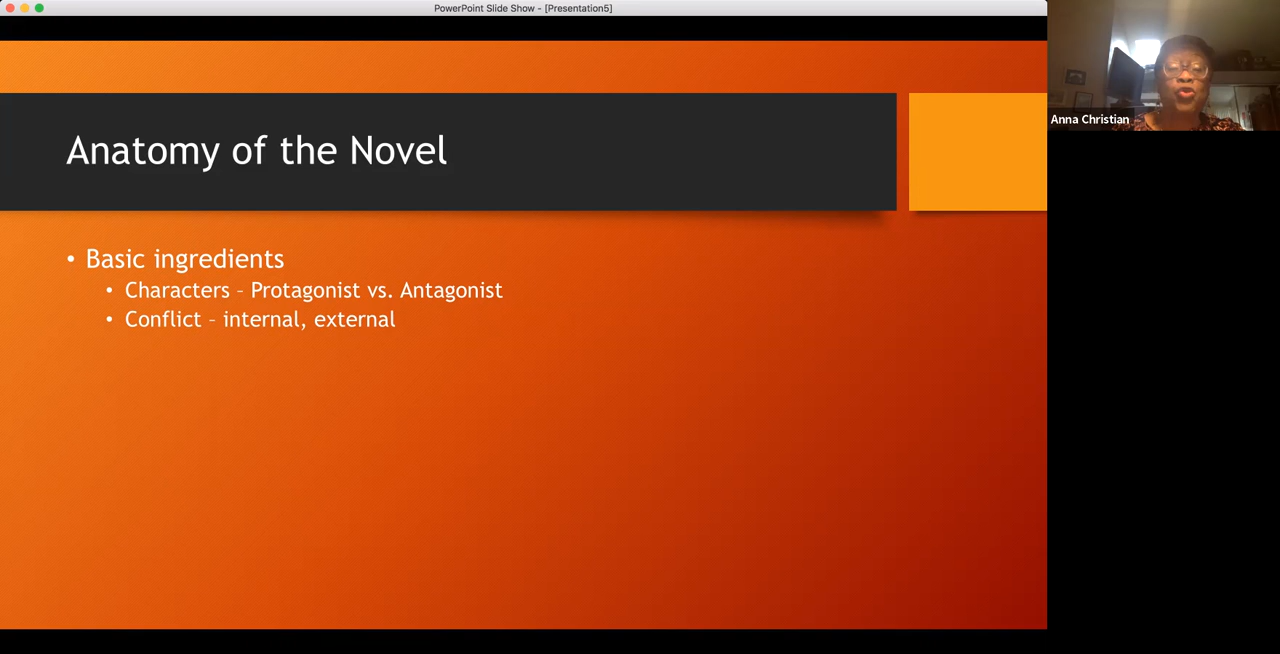 PowerPoint Slide Show - [Presentation5]
Anatomy of the Novel
• Basic ingredients
• Characters – Protagonist vs. Antagonist
• Conflict – internal, external
Anna Christian